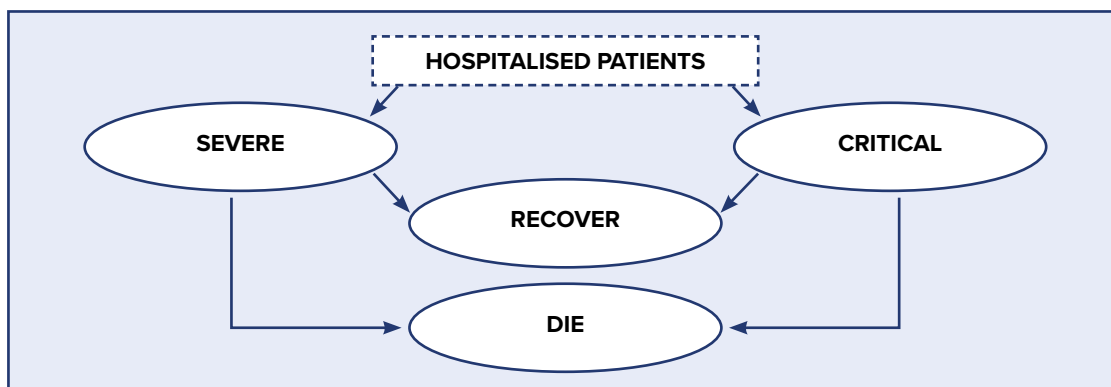 HOSPITALISED PATIENTS
SEVERE
CRITICAL
RECOVER
DIE